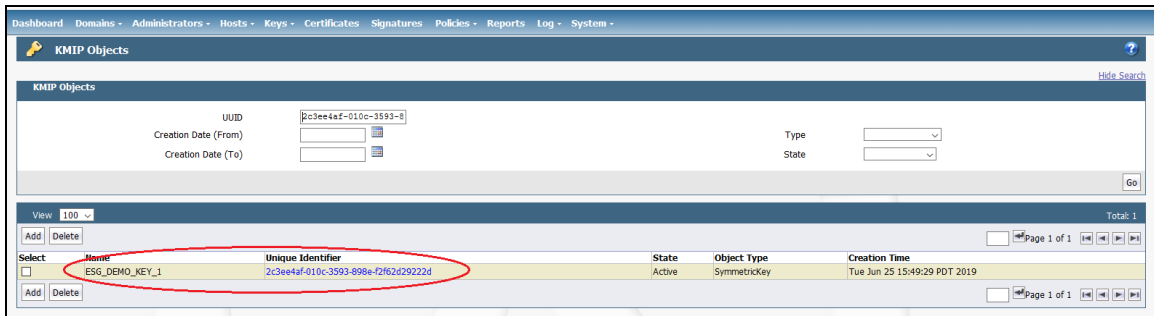 Dashboard Domains - Administrators - Hosts - Keys - Certificates Signatures Policies - Reports Log - System -
KMIP Objects ?
Hide Search
KMIP Objects
UUID 2c3ee4af-010c-3593-8
Creation Date (From) Type
Creation Date (To) State
Go
View 100 Total: 1
Add Delete Page 1 of 1
Select Name Unique Identifier State Object Type Creation Time
ESG_DEMO_KEY_1 2c3ee4af-010c-3593-898e-f2f62d29222d Active SymmetricKey Tue Jun 25 15:49:29 PDT 2019
Add Delete Page 1 of 1